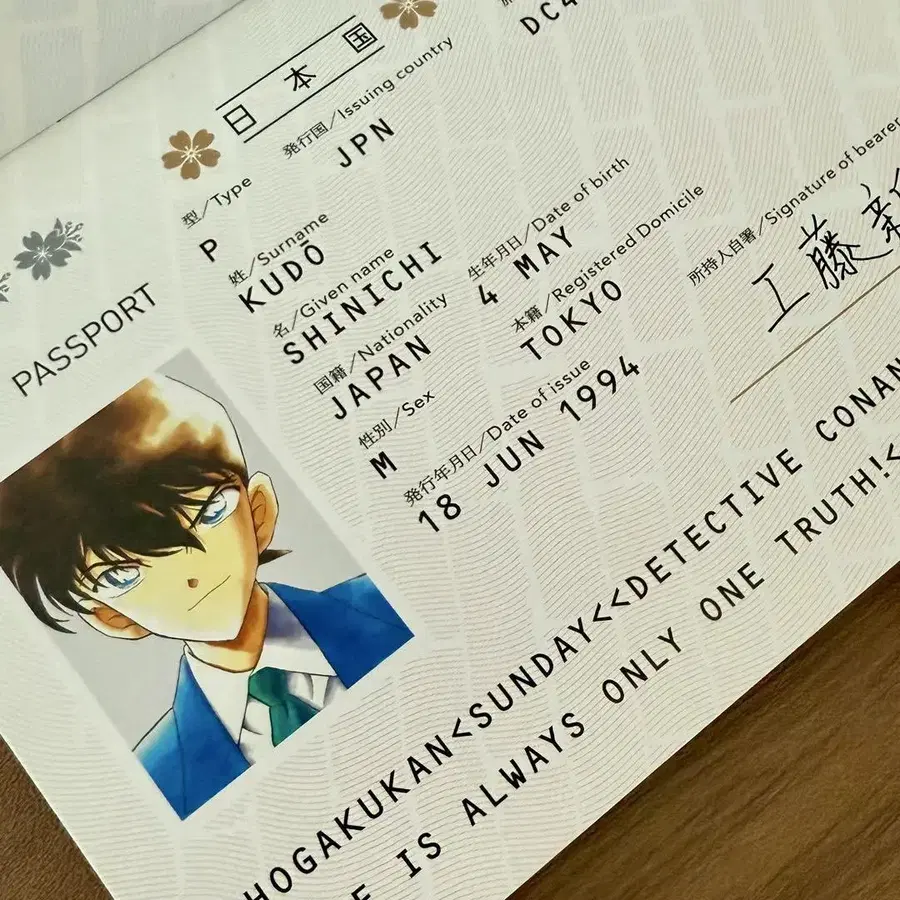 日本国
PASSPORT
型/Type
P
発行国/Issuing country
JPN
DC4
姓/Surname
KUDŌ
名/Given name
SHINICHI
国籍/Nationality
JAPAN
生年月日/Date of birth
4 MAY
性別/Sex
M
本籍/Registered Domicile
TOKYO
発行年月日/Date of issue
18 JUN 1994
所持人自署/Signature of bearer
工藤新
HOGAKUKAN<SUNDAY<<DETECTIVE CONAN
E IS ALWAYS ONLY ONE TRUTH!<